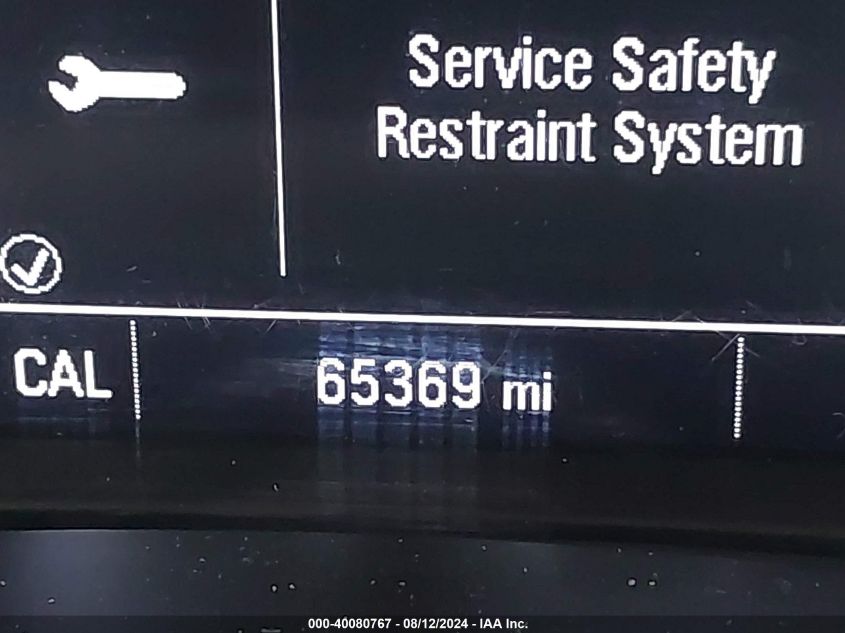 Service Safety
Restraint System
CAL
65369 mi
000-40080767 - 08/12/2024 - IAA Inc.